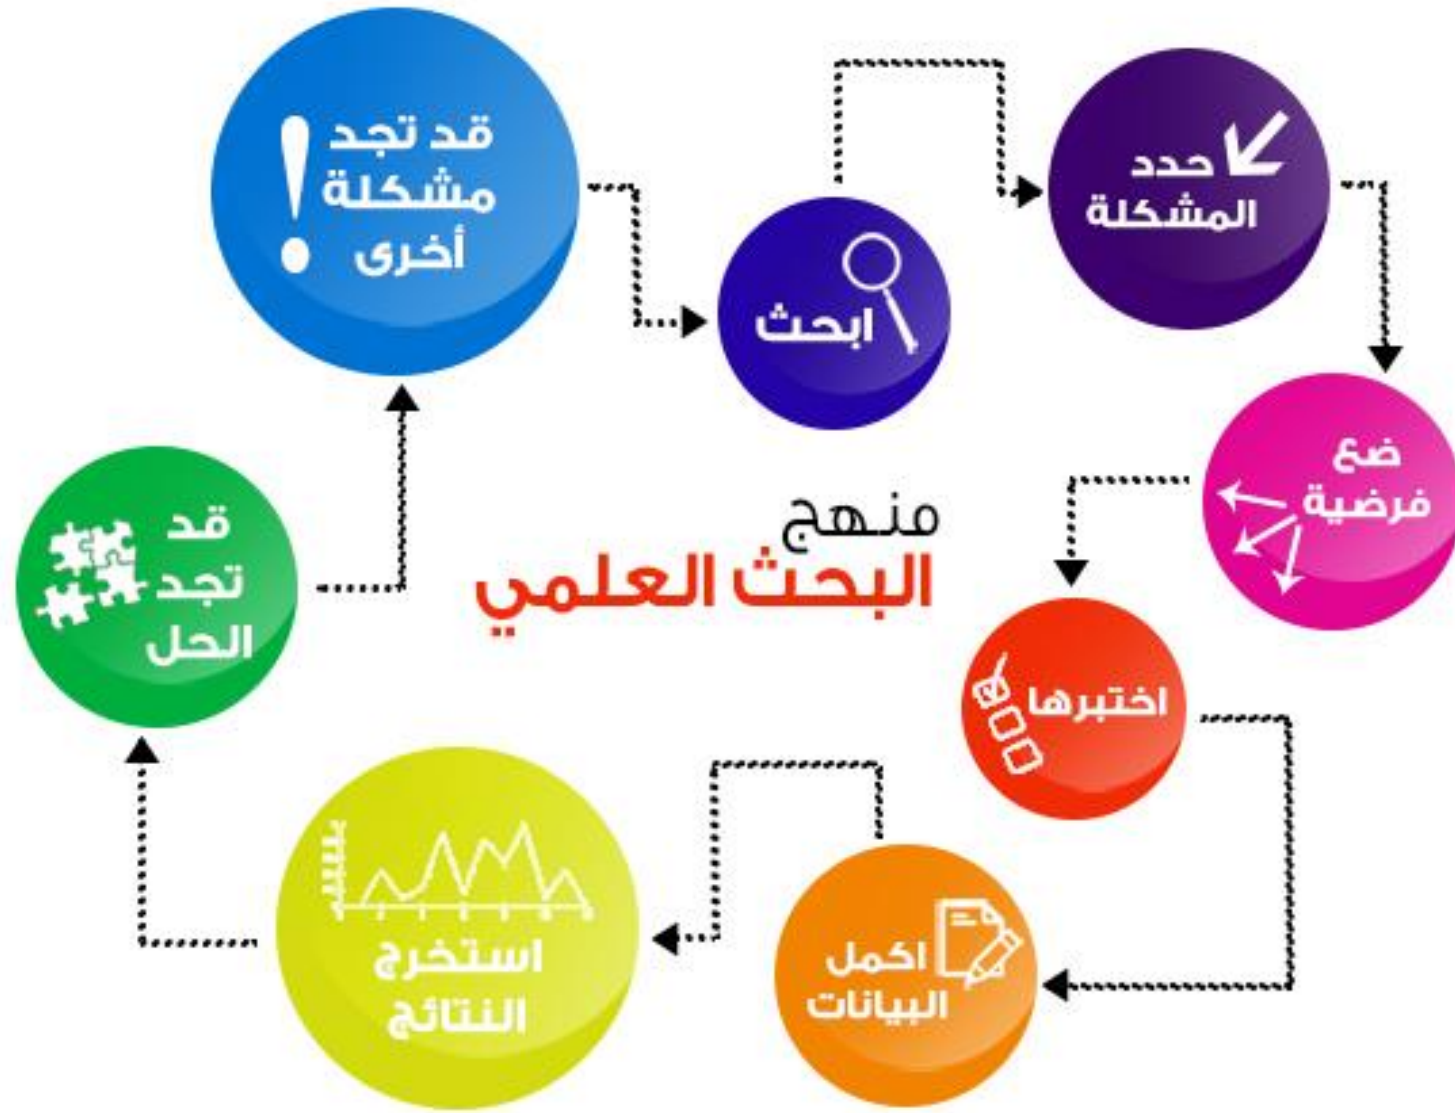 منهج
البحث العلمي
ابحث
حدد
المشكلة
ضع
فرضية
اختبرها
اكمل
البيانات
استخرج
النتائج
قد
تجد
الحل
قد تجد
مشكلة
أخرى